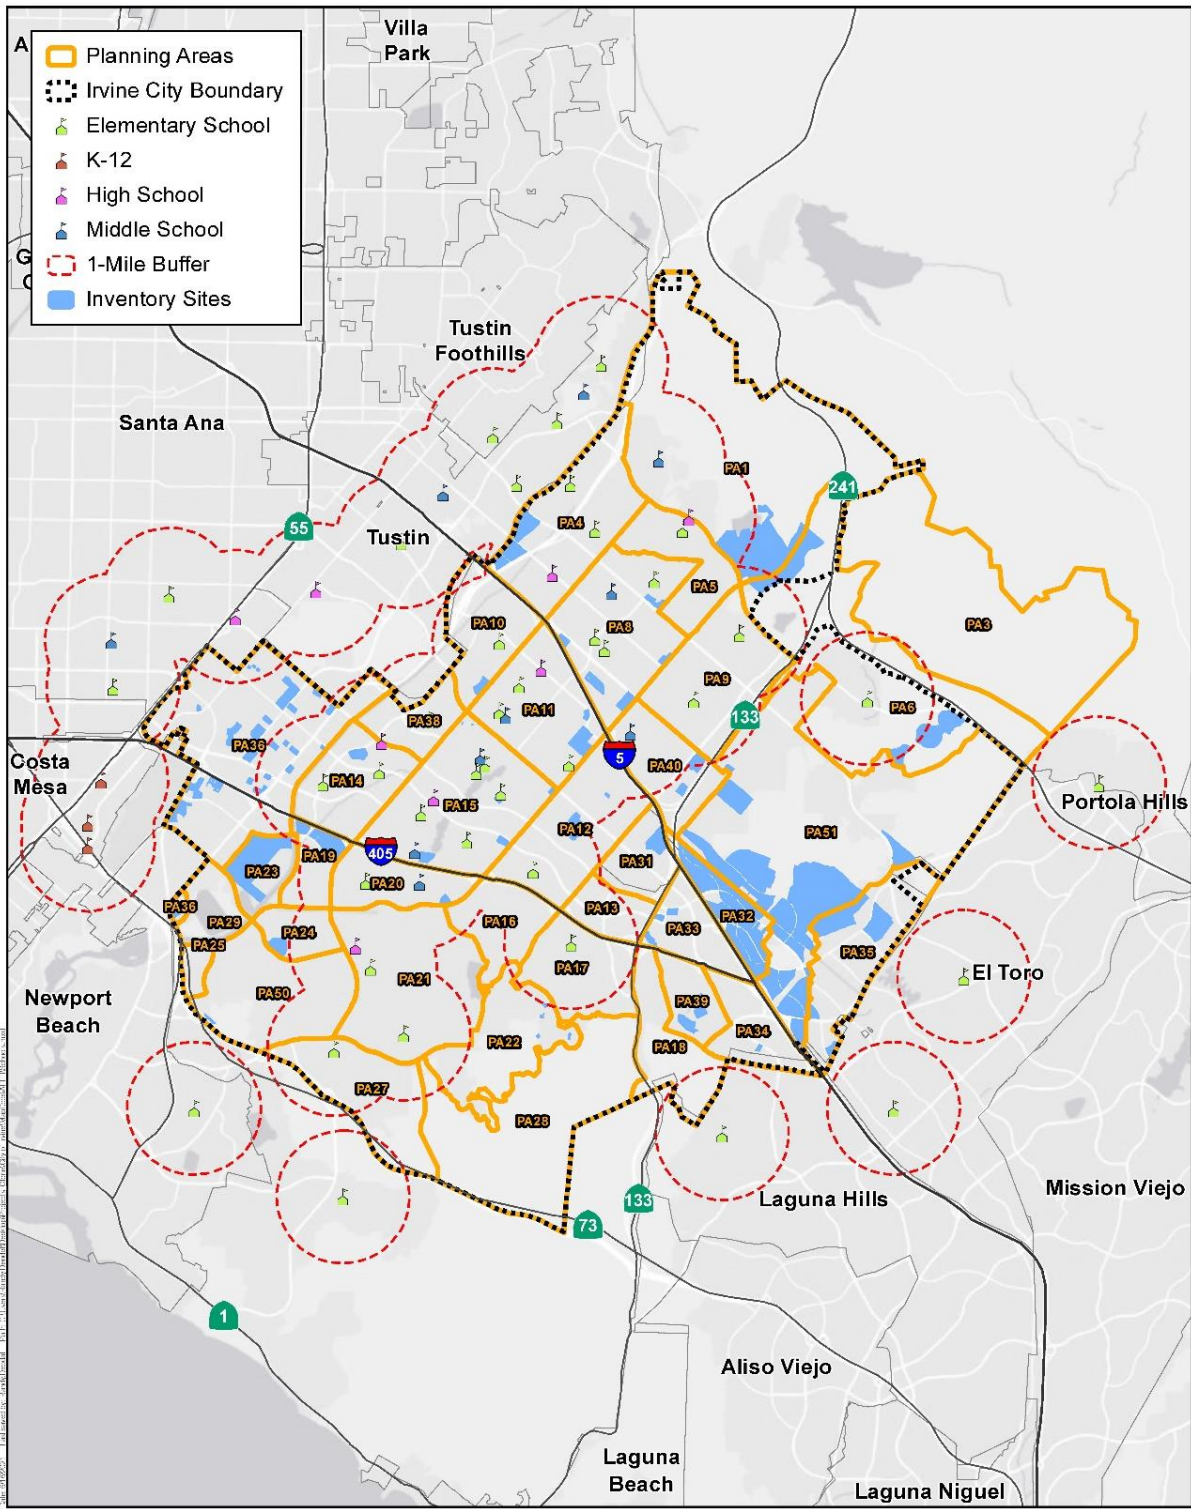 Villa
Park
A
Planning Areas
Irvine City Boundary
Elementary School
K-12
High School
Middle School
G
1-Mile Buffer
Inventory Sites
Tustin
Foothills
Santa Ana
PA1
241
55
PA4
Tustin
PA5
PA10
PA8
PA3
PA9
PA6
PA11
133
PA38
PA36
5
Costa
Mesa
PA40
PA14
PA15
Portola Hills
PA12
PA51
405
PA19
PA31
PA23
PA20
PA36
PA29
PA16
PA13
PA32
PA24
PA33
PA25
PA35
PA17
El Toro
PA21
PA50
Newport
Beach
PA39
PA34
PA22
PA18
PA27
PA28
Mission Viejo
133
Laguna Hills
73
1
Aliso Viejo
Laguna
Beach
Laguna Niguel